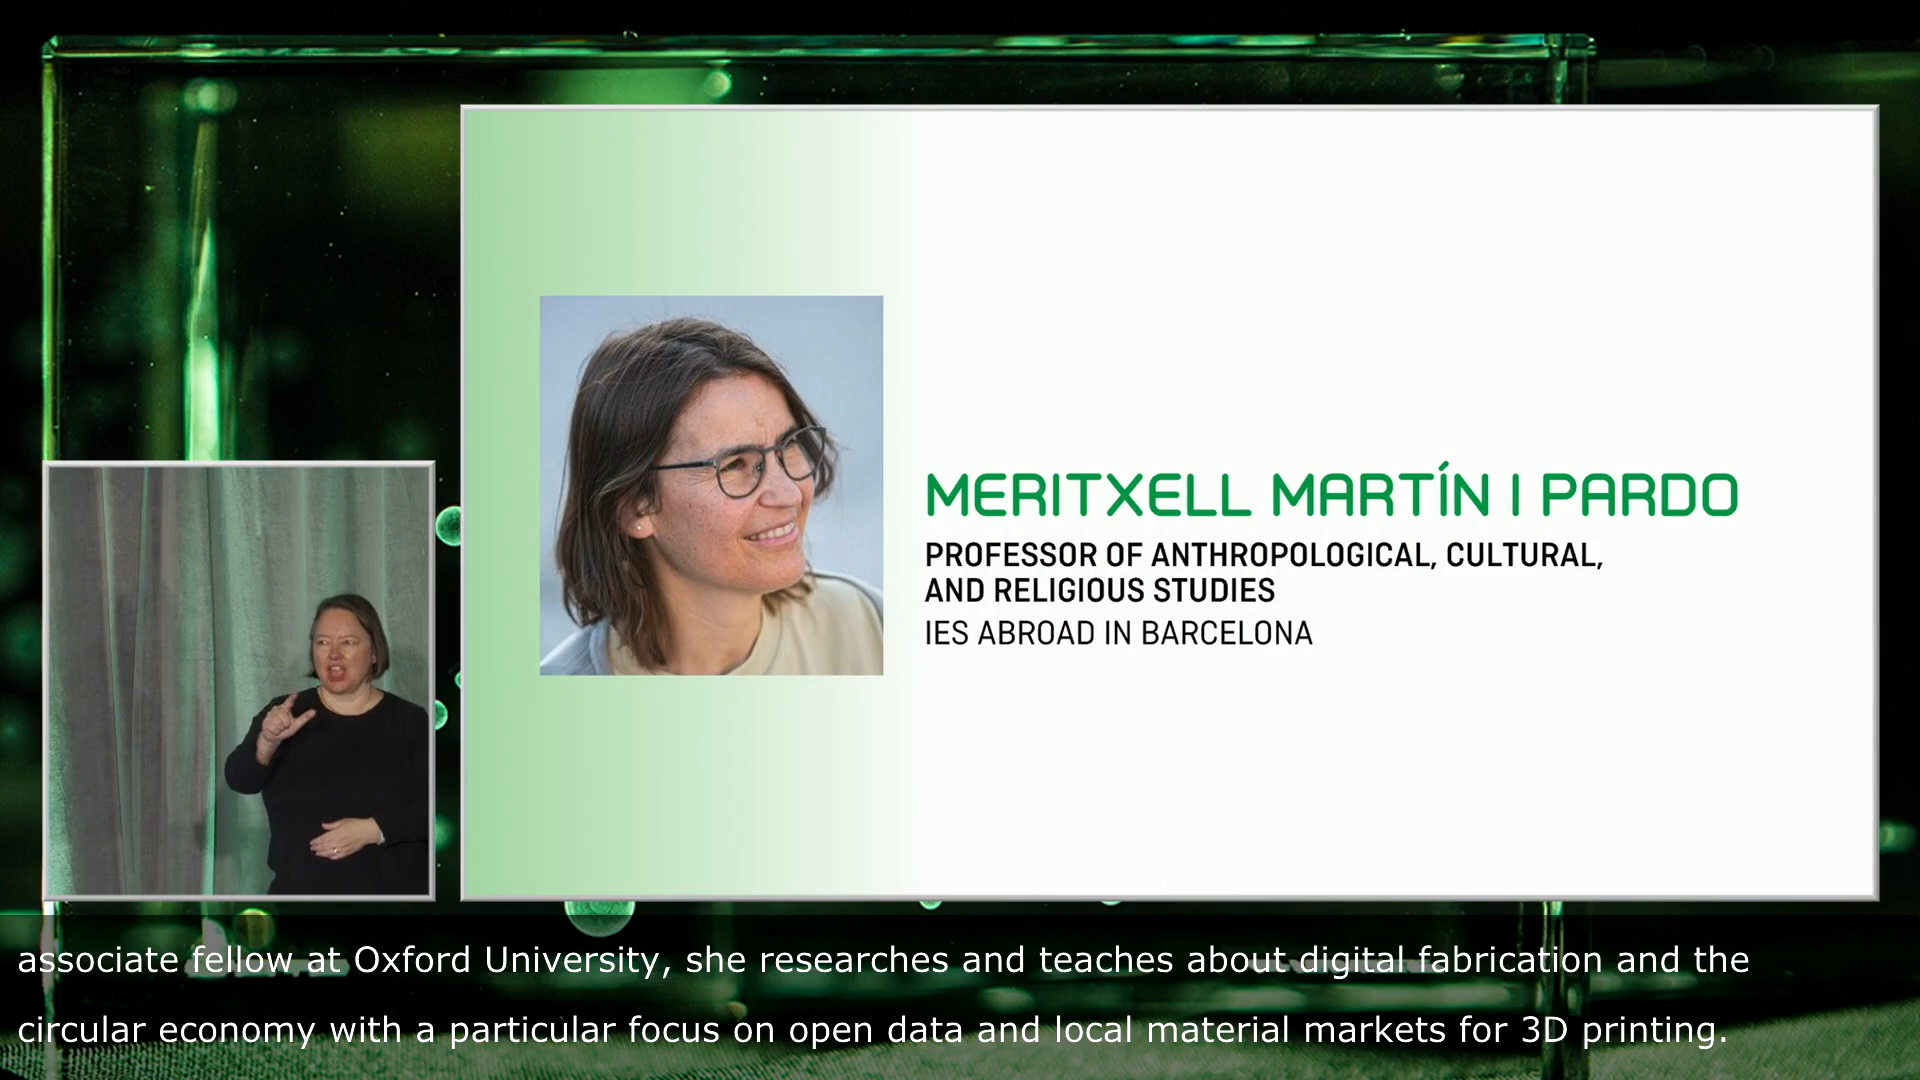 MERITXELL MARTÍN I PARDO
PROFESSOR OF ANTHROPOLOGICAL, CULTURAL,
AND RELIGIOUS STUDIES
IES ABROAD IN BARCELONA
associate fellow at Oxford University, she researches and teaches about digital fabrication and the
circular economy with a particular focus on open data and local material markets for 3D printing.